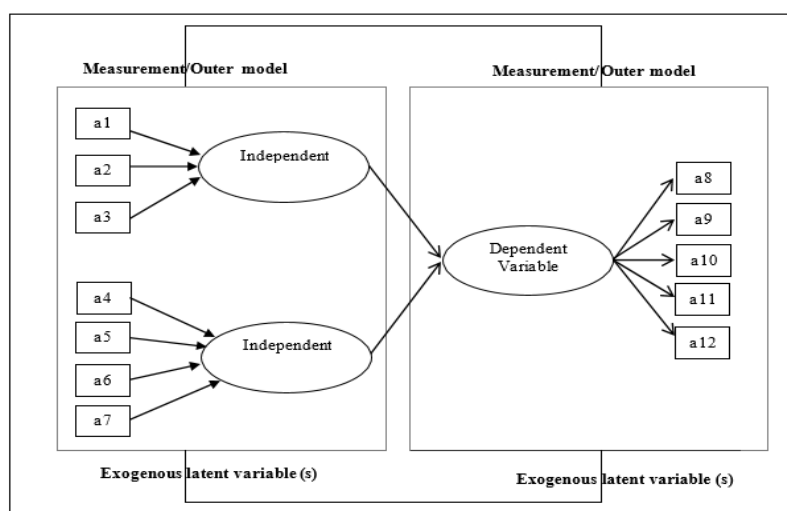 Measurement/Outer model
a1
a2
a3
Independent
a4
a5
a6
a7
Independent
Exogenous latent variable (s)
Measurement/Outer model
Dependent
Variable
a8
a9
a10
a11
a12
Exogenous latent variable (s)